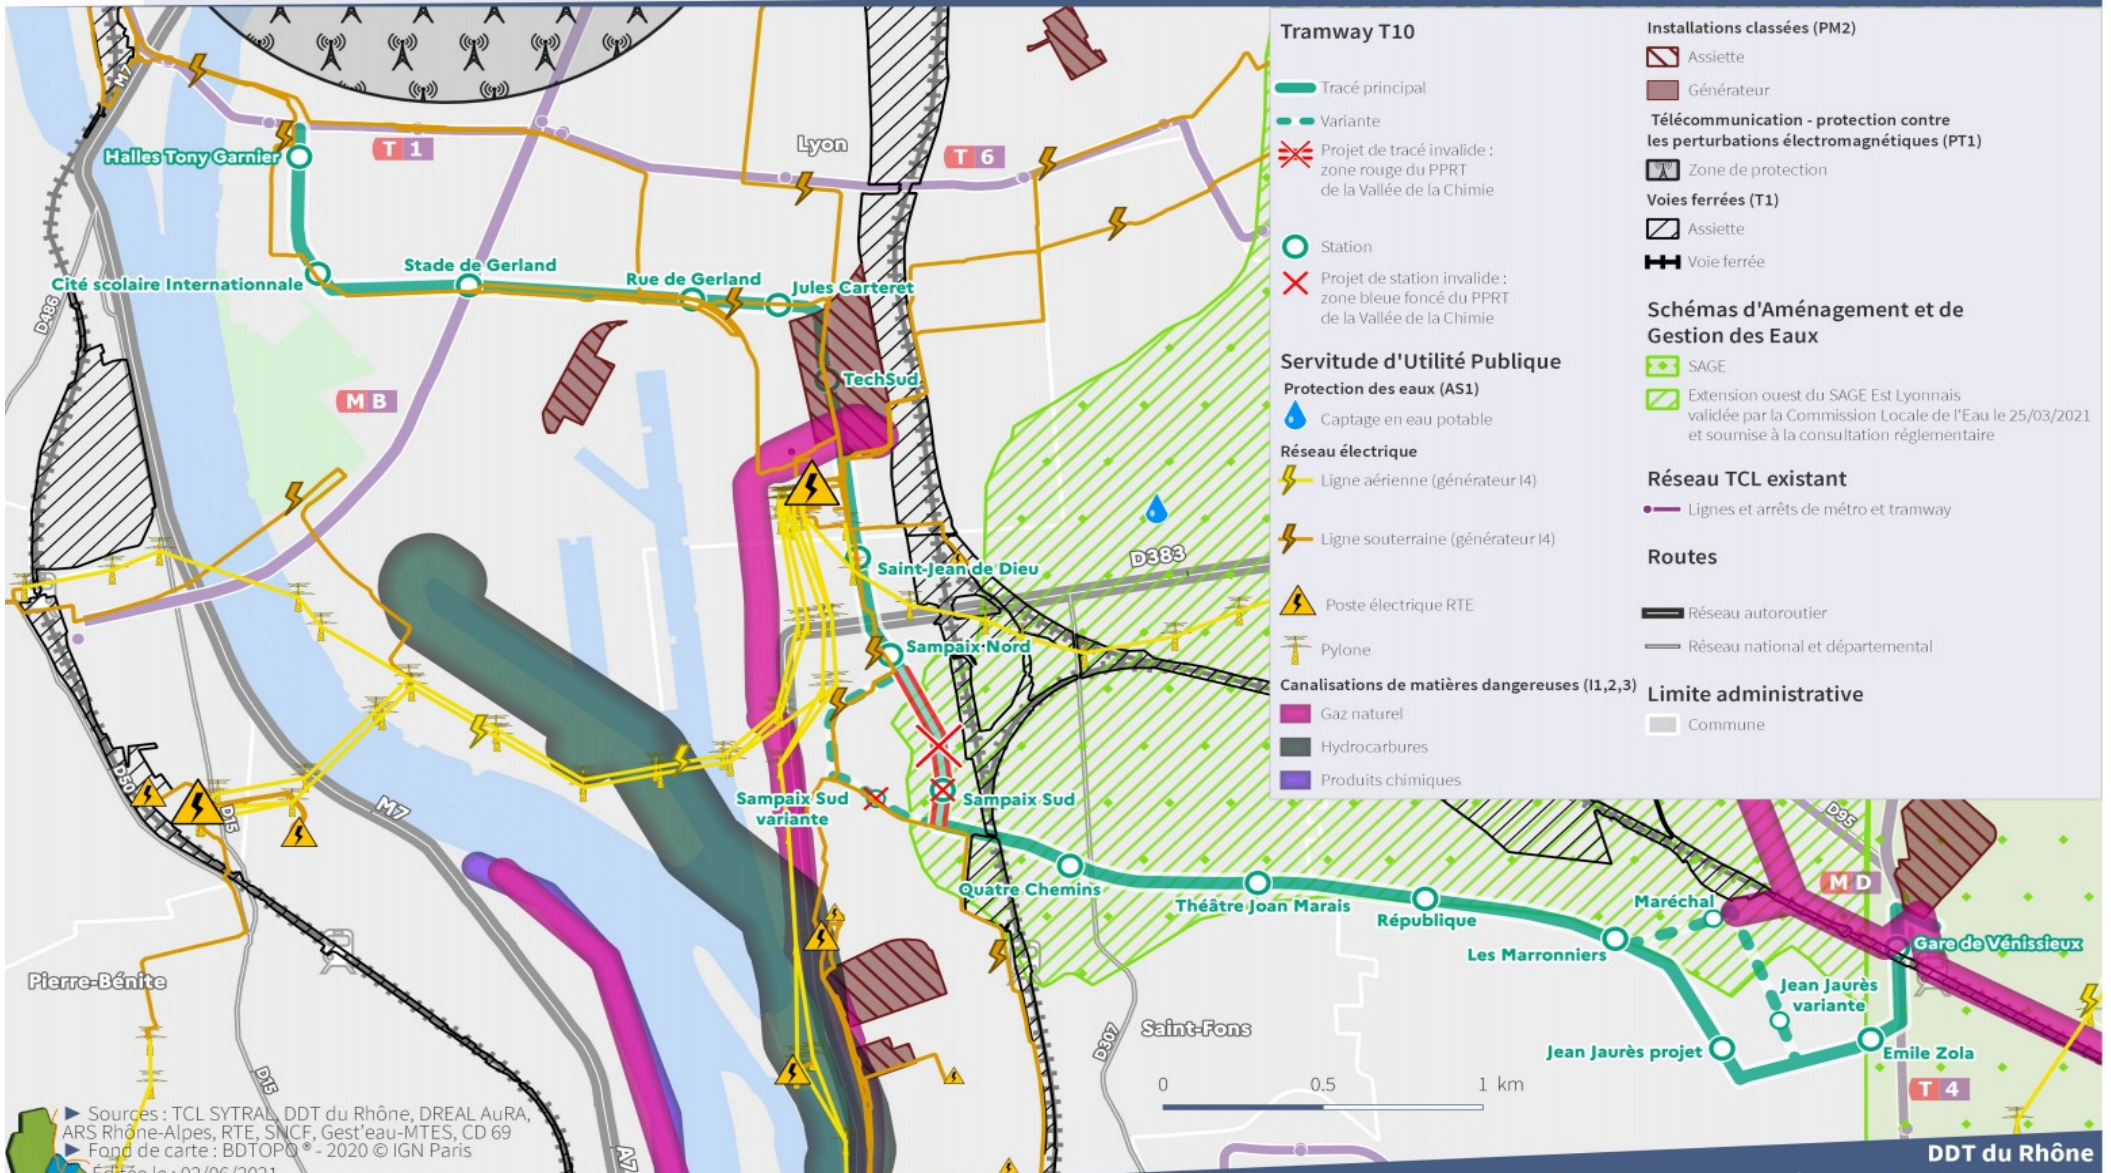 M7
Halles Tony Garnier
T 1
Lyon
T 6
Cité scolaire Internationnale
Stade de Gerland
Rue de Gerland
Jules Carteret
D486
TechSud
M B
D383
Saint-Jean de Dieu
Sampaix Nord
Sampaix Sud
variante
Sampaix Sud
D50
D15
M7
Quatre Chemins
Théâtre Joan Marais
République
Les Marronniers
Maréchal
M D
D95
Gare de Vénissieux
Jean Jaurès
variante
Jean Jaurès projet
Emile Zola
T 4
Pierre-Bénite
Saint-Fons
D307
D15
A7
0 0.5 1 km
Tramway T10
Tracé principal
Variante
Projet de tracé invalide :
zone rouge du PPRT
de la Vallée de la Chimie
Station
Projet de station invalide :
zone bleue foncé du PPRT
de la Vallée de la Chimie
Servitude d'Utilité Publique
Protection des eaux (AS1)
Captage en eau potable
Réseau électrique
Ligne aérienne (générateur I4)
Ligne souterraine (générateur I4)
Poste électrique RTE
Pylone
Canalisations de matières dangereuses (I1,2,3)
Gaz naturel
Hydrocarbures
Produits chimiques
Installations classées (PM2)
Assiette
Générateur
Télécommunication - protection contre
les perturbations électromagnétiques (PT1)
Zone de protection
Voies ferrées (T1)
Assiette
Voie ferrée
Schémas d'Aménagement et de
Gestion des Eaux
SAGE
Extension ouest du SAGE Est Lyonnais
validée par la Commission Locale de l'Eau le 25/03/2021
et soumise à la consultation réglementaire
Réseau TCL existant
Lignes et arrêts de métro et tramway
Routes
Réseau autoroutier
Réseau national et départemental
Limite administrative
Commune
Sources : TCL SYTRAL, DDT du Rhône, DREAL AuRA,
ARS Rhône-Alpes, RTE, SNCF, Gest'eau-MTES, CD 69
Fond de carte : BDTOPO® - 2020 © IGN Paris
Éditée le : 02/06/2021
DDT du Rhône